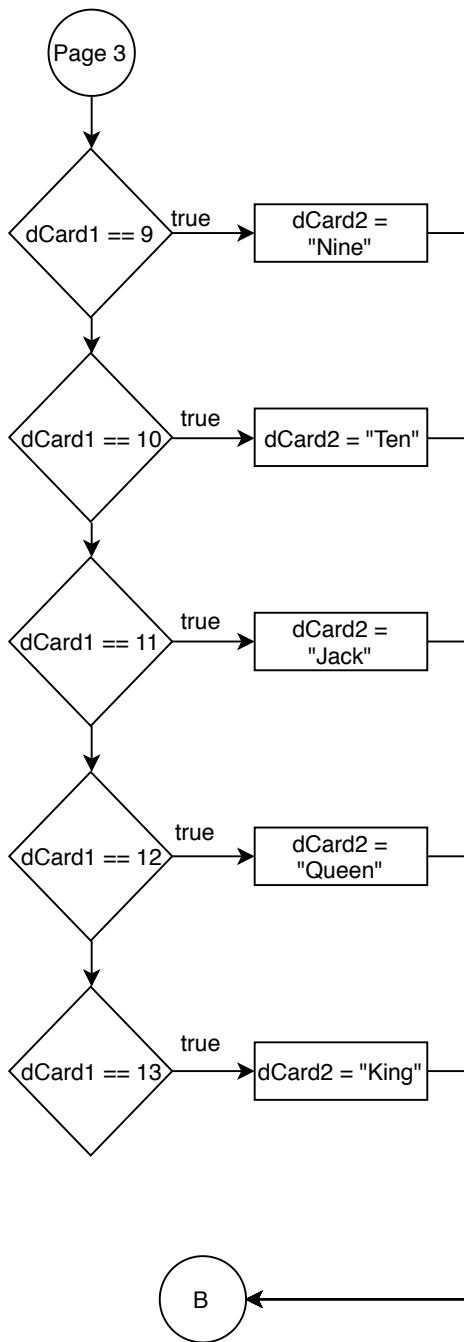 Page 3
dCard1 == 9
true
dCard2 =
"Nine"
dCard1 == 10
true
dCard2 = "Ten"
dCard1 == 11
true
dCard2 =
"Jack"
dCard1 == 12
true
dCard2 =
"Queen"
dCard1 == 13
true
dCard2 = "King"
B